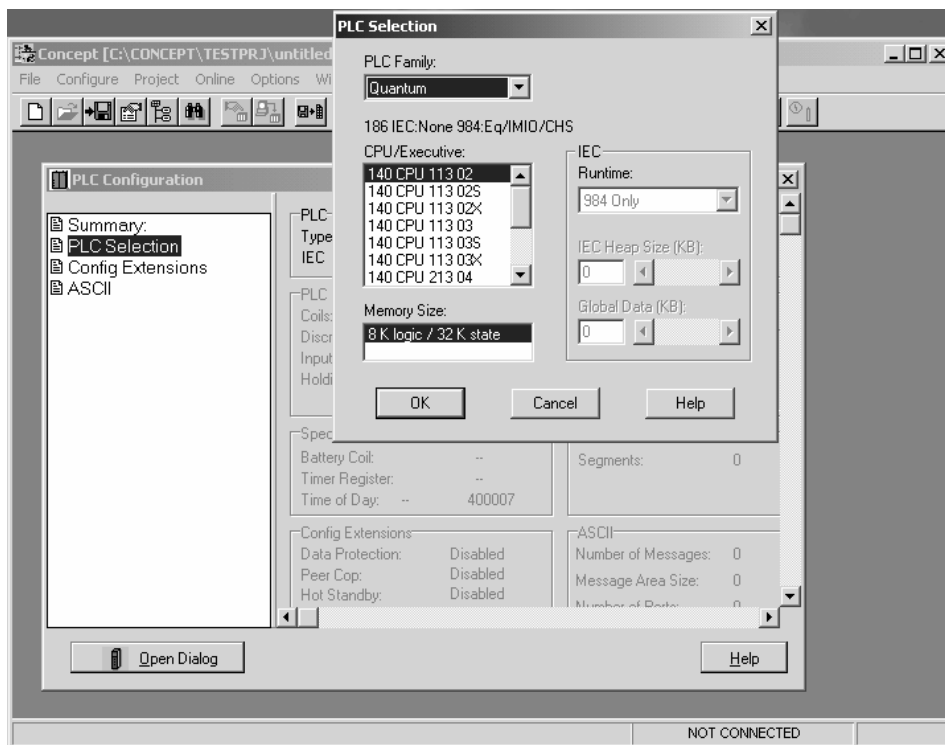 PLC Selection
Concept [C:\CONCEPT\TESTPRJ\untitled
File Configure Project Online Options Wi
PLC Family:
Quantum
186 IEC:None 984:Eq/IMIO/CHS
CPU/Executive:
140 CPU 113 02
140 CPU 113 02S
140 CPU 113 02X
140 CPU 113 03
140 CPU 113 03S
140 CPU 113 03X
140 CPU 213 04
Memory Size:
8 K logic / 32 K state
IEC
Runtime:
984 Only
IEC Heap Size (KB):
0
Global Data (KB):
0
OK
Cancel
Help
PLC Configuration
Summary:
PLC Selection
Config Extensions
ASCII
PLC
Type
IEC
PLC
Coils:
Discr
Input
Holdi
Spec
Battery Coil: --
Timer Register: --
Time of Day: -- 400007
Segments: 0
Config Extensions
Data Protection: Disabled
Peer Cop: Disabled
Hot Standby: Disabled
ASCII
Number of Messages: 0
Message Area Size: 0
Number of Ports: 0
Open Dialog
Help
NOT CONNECTED